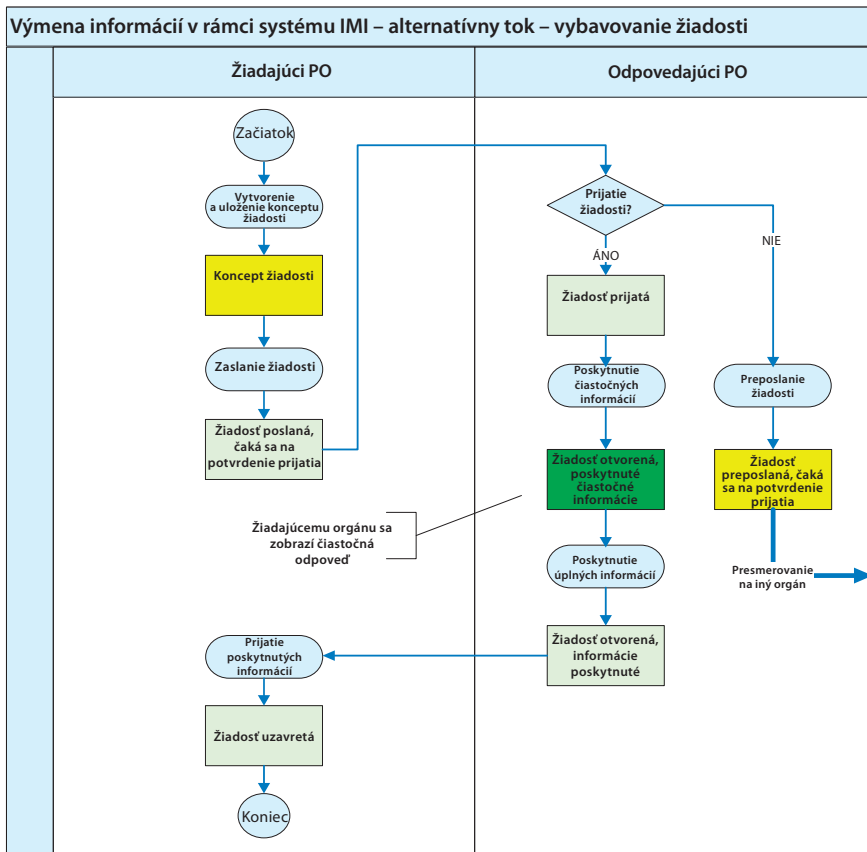 Výmena informácií v rámci systému IMI – alternatívny tok – vybavovanie žiadosti
Žiadajúci PO
Odpovedajúci PO
Začiatok
Vytvorenie
a uloženie konceptu
žiadosti
Koncept žiadosti
Zaslanie žiadosti
Žiadosť poslaná,
čaká sa na
potvrdenie prijatia
Prijatie
žiadosti?
ÁNO
NIE
Žiadosť prijatá
Poskytnutie
čiastočných
informácií
Preposlanie
žiadosti
Žiadosť otvorená,
poskytnuté
čiastočné
informácie
Žiadosť
preposlaná, čaká
sa na potvrdenie
prijatia
Žiadajúcemu orgánu sa
zobrazí čiastočná
odpoveď
Poskytnutie
úplných informácií
Presmerovanie
na iný orgán
Žiadosť otvorená,
informácie
poskytnuté
Prijatie
poskytnutých
informácií
Žiadosť uzavretá
Koniec